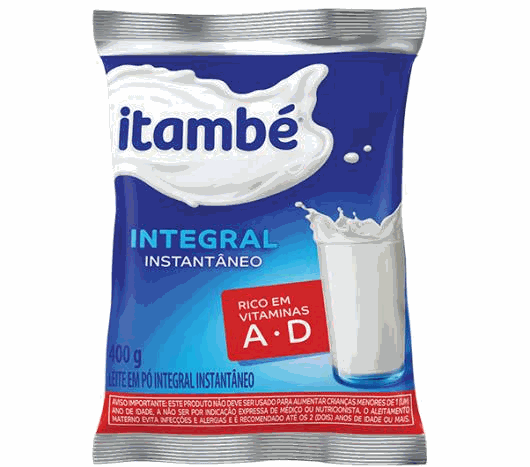 itambé
INTEGRAL
INSTANTÂNEO
RICO EM
VITAMINAS
A • D
400 g
LEITE EM PÓ INTEGRAL INSTANTÂNEO
AVISO IMPORTANTE: ESTE PRODUTO NÃO DEVE SER USADO PARA ALIMENTAR CRIANÇAS MENORES DE 1 (UM)
ANO DE IDADE, A NÃO SER POR INDICAÇÃO EXPRESSA DE MÉDICO OU NUTRICIONISTA. O ALEITAMENTO
MATERNO EVITA INFECÇÕES E ALERGIAS E É RECOMENDADO ATÉ OS 2 (DOIS) ANOS DE IDADE OU MAIS.